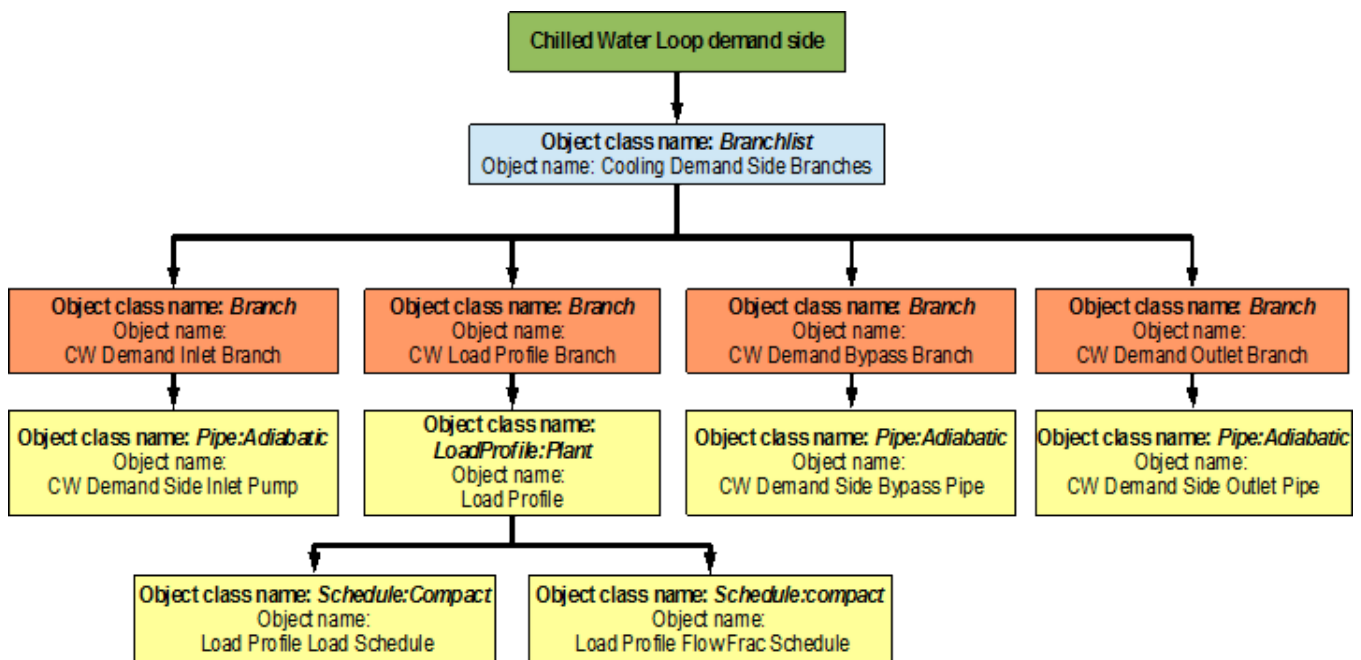 Chilled Water Loop demand side
Object class name: Branchlist
Object name: Cooling Demand Side Branches
Object class name: Branch
Object name:
CW Demand Inlet Branch
Object class name: Branch
Object name:
CW Load Profile Branch
Object class name: Branch
Object name:
CW Demand Bypass Branch
Object class name: Branch
Object name:
CW Demand Outlet Branch
Object class name: Pipe:Adiabatic
Object name:
CW Demand Side Inlet Pump
Object class name:
LoadProfile:Plant
Object name:
Load Profile
Object class name: Pipe:Adiabatic
Object name:
CW Demand Side Bypass Pipe
Object class name: Pipe:Adiabatic
Object name:
CW Demand Side Outlet Pipe
Object class name: Schedule:Compact
Object name:
Load Profile Load Schedule
Object class name: Schedule:compact
Object name:
Load Profile FlowFrac Schedule